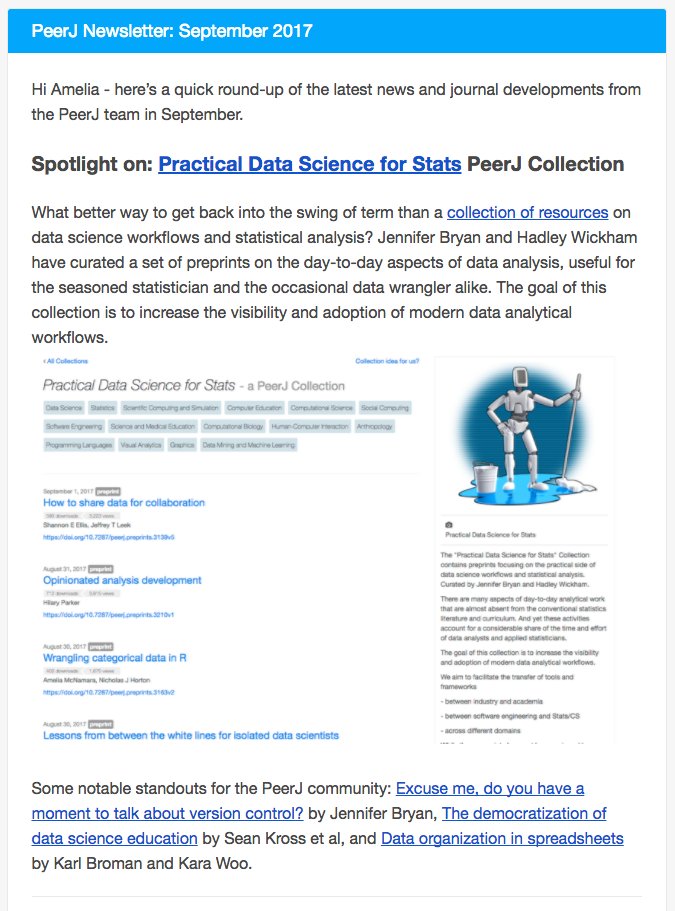 PeerJ Newsletter: September 2017
Hi Amelia - here's a quick round-up of the latest news and journal developments from
the PeerJ team in September.
Spotlight on: Practical Data Science for Stats PeerJ Collection
What better way to get back into the swing of term than a collection of resources on
data science workflows and statistical analysis? Jennifer Bryan and Hadley Wickham
have curated a set of preprints on the day-to-day aspects of data analysis, useful for
the seasoned statistician and the occasional data wrangler alike. The goal of this
collection is to increase the visibility and adoption of modern data analytical
workflows.
‹ All Collections
Collection idea for us?
Practical Data Science for Stats - a PeerJ Collection
Data Science Statistics Scientific Computing and Simulation Computer Education Computational Science Social Computing
Software Engineering Science and Medical Education Computational Biology Human-Computer Interaction Anthropology
Programming Languages Visual Analytics Graphics Data Mining and Machine Learning
September 1, 2017 preprint
How to share data for collaboration
downloads views
Shannon E Ellis, Jeffrey T Leek
https://doi.org/10.7287/peerj.preprints.3139v5
August 31, 2017 preprint
Opinionated analysis development
downloads views
Hilary Parker
https://doi.org/10.7287/peerj.preprints.3210v1
August 30, 2017 preprint
Wrangling categorical data in R
downloads views
Amelia McNamara, Nicholas J Horton
https://doi.org/10.7287/peerj.preprints.3163v2
August 30, 2017 preprint
Lessons from between the white lines for isolated data scientists
Practical Data Science for Stats
The "Practical Data Science for Stats" Collection
contains preprints focusing on the practical side of
data science workflows and statistical analysis.
Curated by Jennifer Bryan and Hadley Wickham.
There are many aspects of day-to-day analytical work
that are almost absent from the conventional statistics
literature and curriculum. And yet these activities
account for a considerable share of the time and effort
of data analysts and applied statisticians.
The goal of this collection is to increase the visibility
and adoption of modern data analytical workflows.
We aim to facilitate the transfer of tools and
frameworks
- between industry and academia
- between software engineering and Stats/CS
- across different domains
Some notable standouts for the PeerJ community: Excuse me, do you have a
moment to talk about version control? by Jennifer Bryan, The democratization of
data science education by Sean Kross et al, and Data organization in spreadsheets
by Karl Broman and Kara Woo.